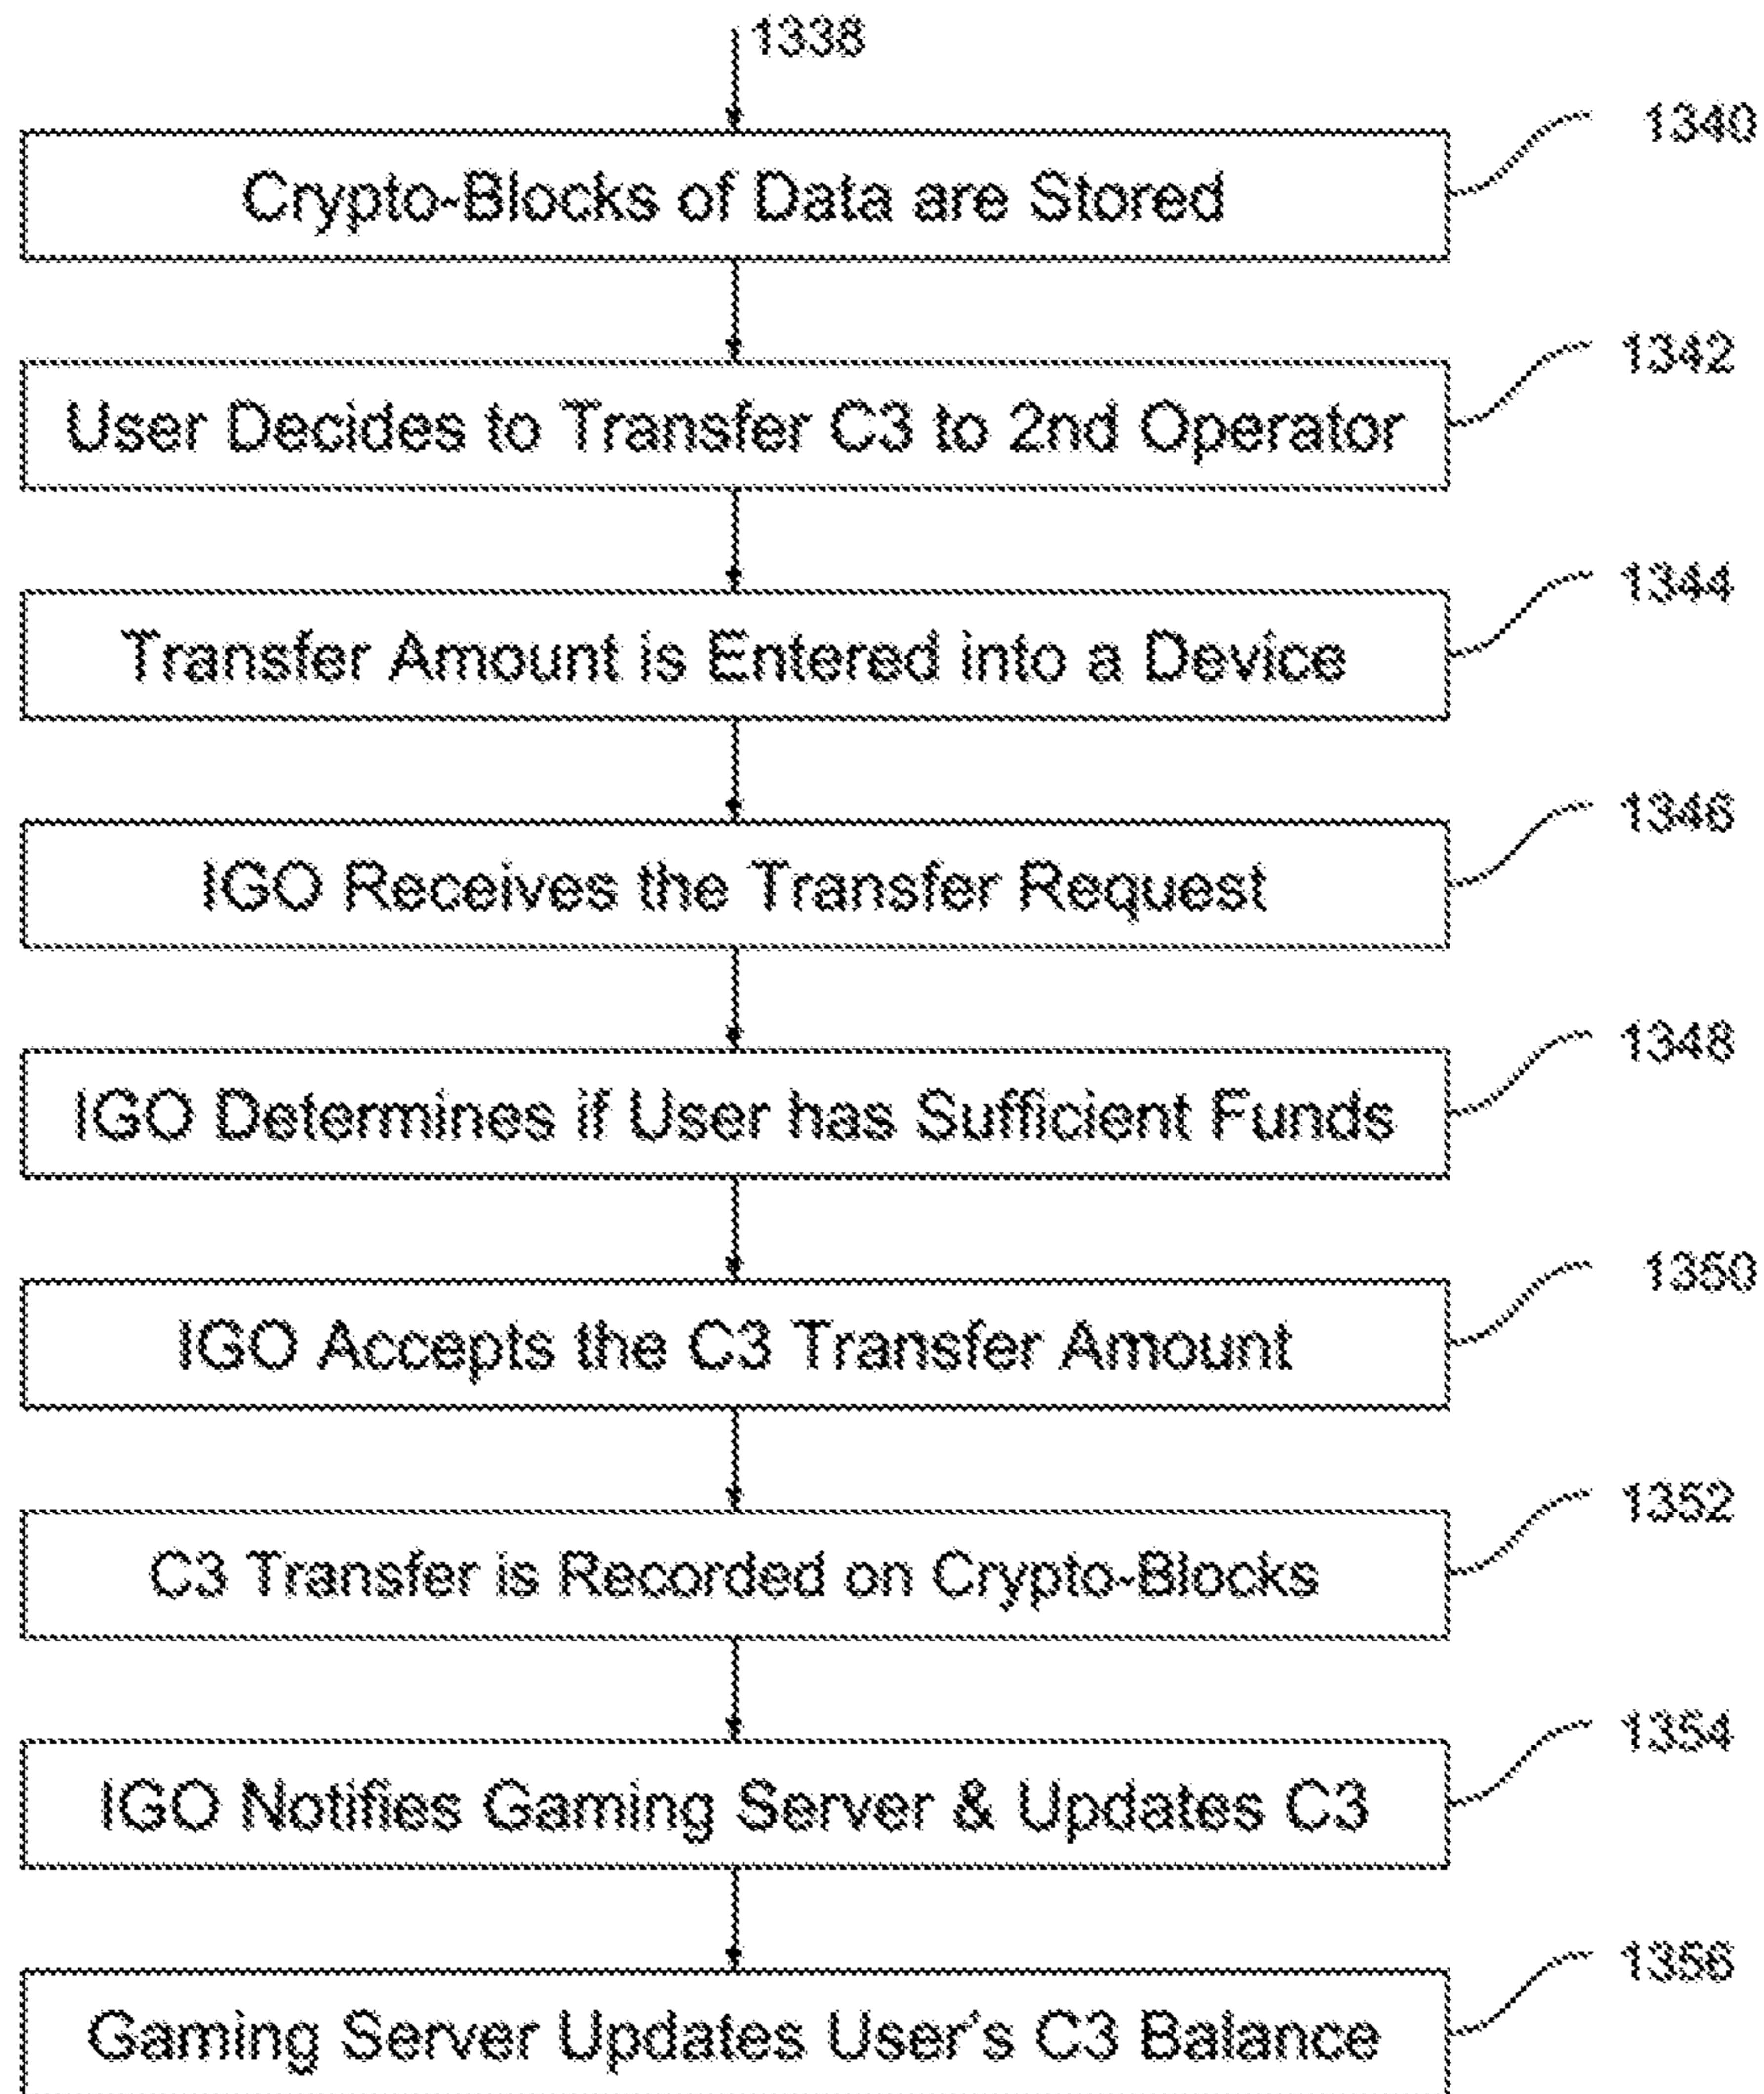 1338
Crypto-Blocks of Data are Stored
1340
User Decides to Transfer C3 to 2nd Operator
1342
Transfer Amount is Entered into a Device
1344
IGO Receives the Transfer Request
1346
IGO Determines if User has Sufficient Funds
1348
IGO Accepts the C3 Transfer Amount
1350
C3 Transfer is Recorded on Crypto-Blocks
1352
IGO Notifies Gaming Server & Updates C3
1354
Gaming Server Updates User's C3 Balance
1356